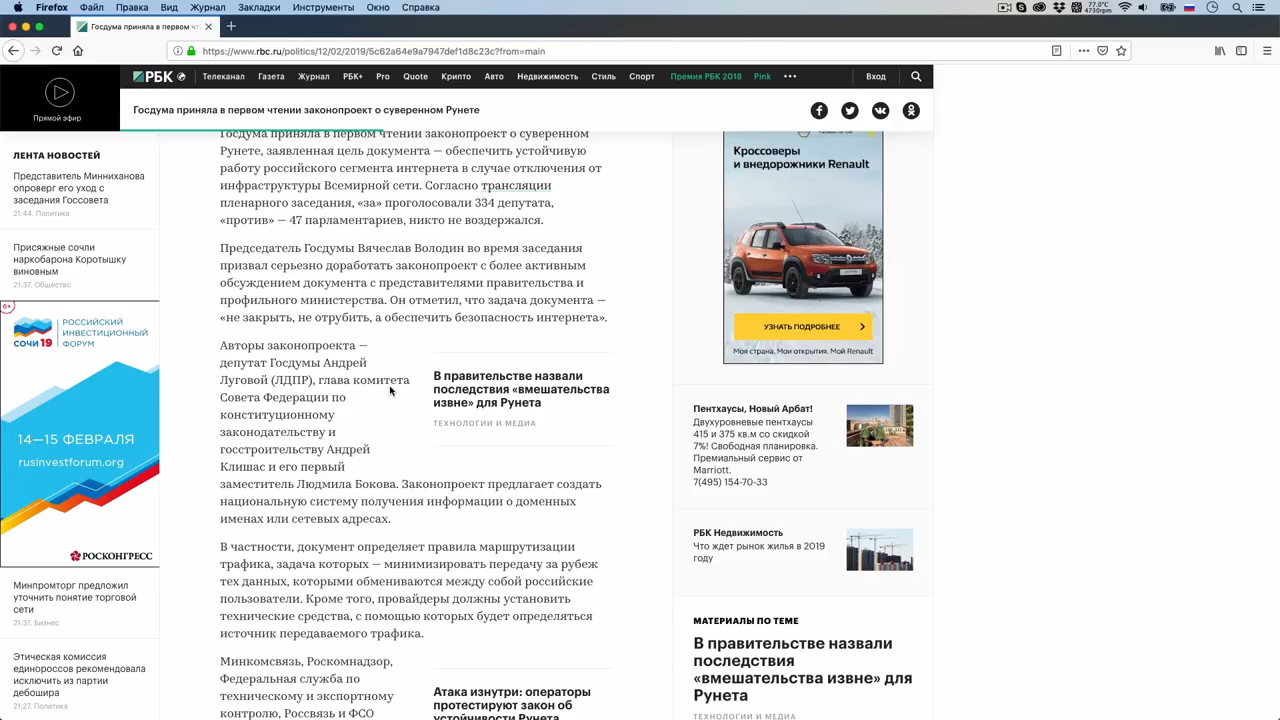 Firefox Файл Правка Вид Журнал Закладки Инструменты Окно Справка
77.0°C
4730rpm
Госдума приняла в первом чт
https://www.rbc.ru/politics/12/02/2019/5c62a64e9a7947def1d8c23c?from=main
Прямой эфир
РБК Телеканал Газета Журнал РБК+ Pro Quote Крипто Авто Недвижимость Стиль Спорт Премия РБК 2018 Pink Вход
Госдума приняла в первом чтении законопроект о суверенном Рунете
ЛЕНТА НОВОСТЕЙ
Представитель Минниханова
опроверг его уход с
заседания Госсовета
21:44, Политика
Присяжные сочли
наркобарона Коротышку
виновным
21:37, Общество
6+
РОССИЙСКИЙ
ИНВЕСТИЦИОННЫЙ
ФОРУМ
СОЧИ 19
14—15 ФЕВРАЛЯ
rusinvestforum.org
РОСКОНГРЕСС
Минпромторг предложил
уточнить понятие торговой
сети
21:31, Бизнес
Этическая комиссия
единороссов рекомендовала
исключить из партии
дебошира
21:27, Политика
Госдума приняла в первом чтении законопроект о суверенном
Рунете, заявленная цель документа — обеспечить устойчивую
работу российского сегмента интернета в случае отключения от
инфраструктуры Всемирной сети. Согласно трансляции
пленарного заседания, «за» проголосовали 334 депутата,
«против» — 47 парламентариев, никто не воздержался.
Председатель Госдумы Вячеслав Володин во время заседания
призвал серьезно доработать законопроект с более активным
обсуждением документа с представителями правительства и
профильного министерства. Он отметил, что задача документа —
«не закрыть, не отрубить, а обеспечить безопасность интернета».
Авторы законопроекта —
депутат Госдумы Андрей
Луговой (ЛДПР), глава комитета
Совета Федерации по
конституционному
законодательству и
госстроительству Андрей
Клишас и его первый
заместитель Людмила Бокова. Законопроект предлагает создать
национальную систему получения информации о доменных
именах или сетевых адресах.
В правительстве назвали
последствия «вмешательства
извне» для Рунета
ТЕХНОЛОГИИ И МЕДИА
В частности, документ определяет правила маршрутизации
трафика, задача которых — минимизировать передачу за рубеж
тех данных, которыми обмениваются между собой российские
пользователи. Кроме того, провайдеры должны установить
технические средства, с помощью которых будет определяться
источник передаваемого трафика.
Минкомсвязь, Роскомнадзор,
Федеральная служба по
техническому и экспортному
контролю, Россвязь и ФСО
Атака изнутри: операторы
протестируют закон об
устойчивости Рунета
Кроссоверы
и внедорожники Renault
УЗНАТЬ ПОДРОБНЕЕ
Моя страна. Мои открытия. Мой Renault
Пентхаусы, Новый Арбат!
Двухуровневые пентхаусы
415 и 375 кв.м со скидкой
7%! Свободная планировка.
Премиальный сервис от
Marriott.
7(495) 154-70-33
РБК Недвижимость
Что ждет рынок жилья в 2019
году
МАТЕРИАЛЫ ПО ТЕМЕ
В правительстве назвали
последствия
«вмешательства извне» для
Рунета
ТЕХНОЛОГИИ И МЕДИА